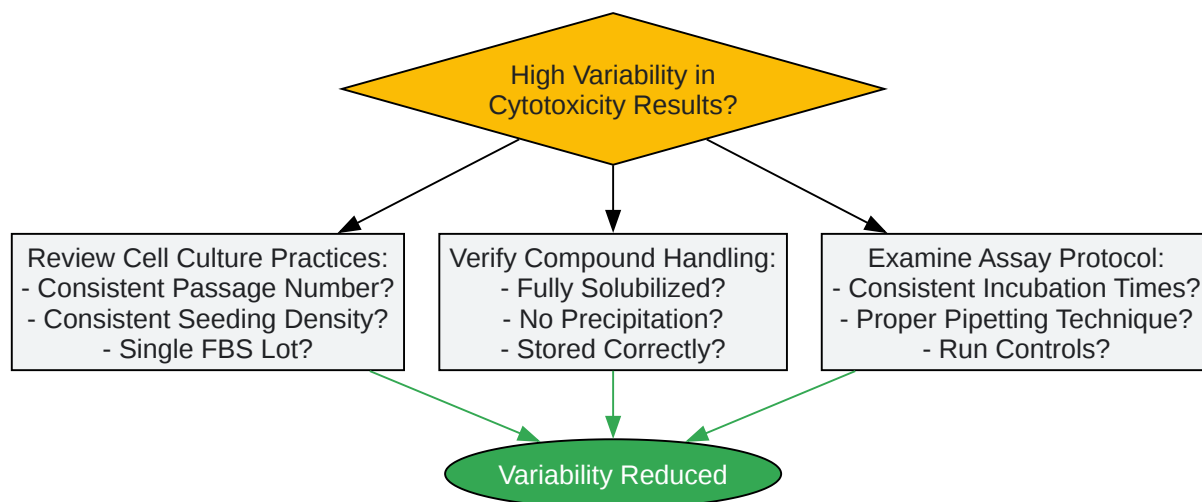 High Variability in
Cytotoxicity Results?
Review Cell Culture Practices:
- Consistent Passage Number?
- Consistent Seeding Density?
- Single FBS Lot?
Verify Compound Handling:
- Fully Solubilized?
- No Precipitation?
- Stored Correctly?
Examine Assay Protocol:
- Consistent Incubation Times?
- Proper Pipetting Technique?
- Run Controls?
Variability Reduced